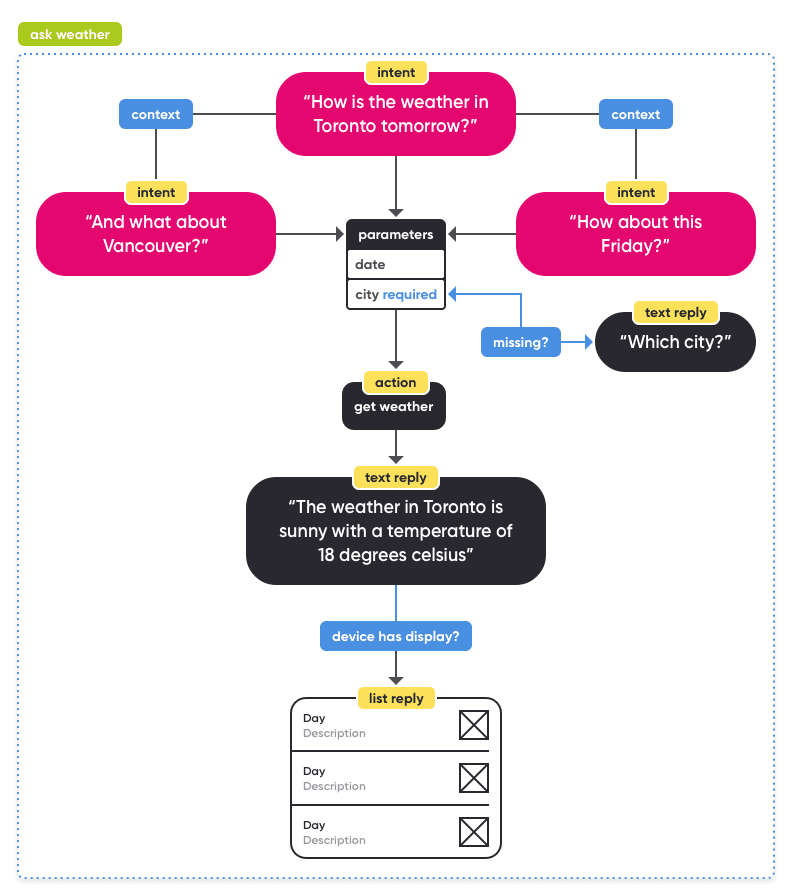 ask weather
intent
“How is the weather in
Toronto tomorrow?”
context
context
intent
“And what about
Vancouver?”
intent
“How about this
Friday?”
parameters
date
city required
missing?
text reply
“Which city?”
action
get weather
text reply
“The weather in Toronto is
sunny with a temperature of
18 degrees celsius”
device has display?
list reply
Day
Description
Day
Description
Day
Description